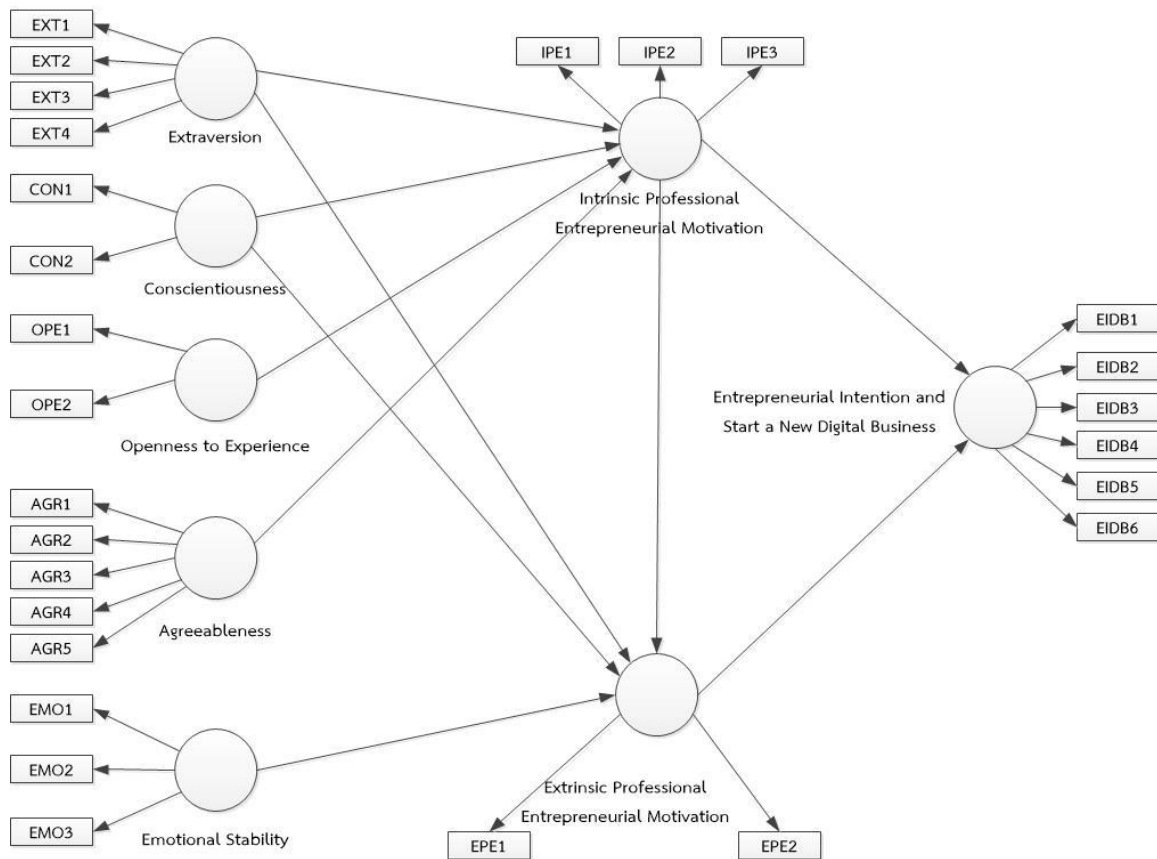 EXT1
EXT2
EXT3
EXT4
Extraversion
CON1
CON2
Conscientiousness
OPE1
OPE2
Openness to Experience
AGR1
AGR2
AGR3
AGR4
AGR5
Agreeableness
EMO1
EMO2
EMO3
Emotional Stability
IPE1
IPE2
IPE3
Intrinsic Professional
Entrepreneurial Motivation
Extrinsic Professional
Entrepreneurial Motivation
EPE1
EPE2
Entrepreneurial Intention and
Start a New Digital Business
EIDB1
EIDB2
EIDB3
EIDB4
EIDB5
EIDB6